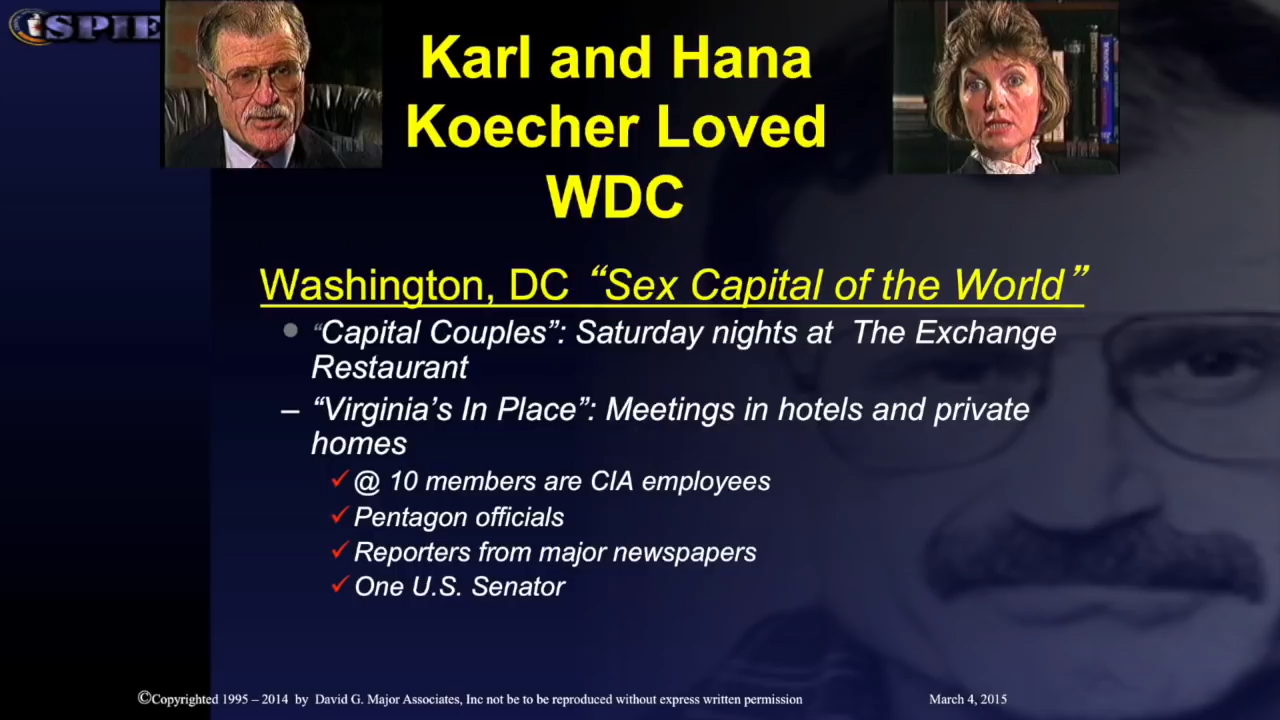 SPIE
Karl and Hana
Koecher Loved
WDC
Washington, DC “Sex Capital of the World”
“Capital Couples”: Saturday nights at The Exchange
Restaurant
– “Virginia’s In Place”: Meetings in hotels and private
homes
@ 10 members are CIA employees
Pentagon officials
Reporters from major newspapers
One U.S. Senator
©Copyrighted 1995 – 2014 by David G. Major Associates, Inc not be to be reproduced without express written permission
March 4, 2015